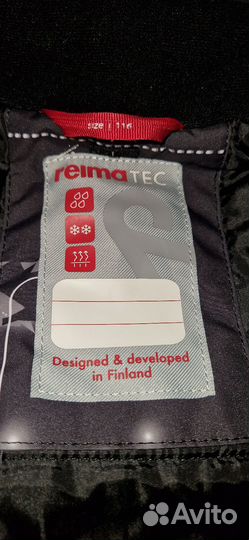 size | 116
reimaTEC
Designed & developed
in Finland
Avito